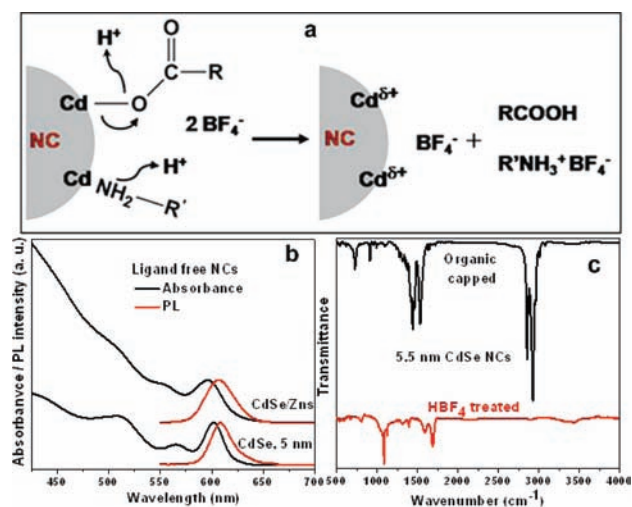 a
H⁺
O
C
R
Cd
O
NC
2 BF₄⁻
H⁺
Cd
NH₂
R'
Cdᵟ⁺
NC
BF₄⁻ +
Cdᵟ⁺
RCOOH
R'NH₃⁺BF₄⁻
b
Ligand free NCs
Absorbance
PL
CdSe/Zns
CdSe, 5 nm
Absorbanvce / PL intensity (a. u.)
450 500 550 600 650 700
Wavelength (nm)
c
Organic
capped
5.5 nm CdSe NCs
HBF₄ treated
Transmittance
500 1000 1500 2000 2500 3000 3500 4000
Wavenumber (cm⁻¹)